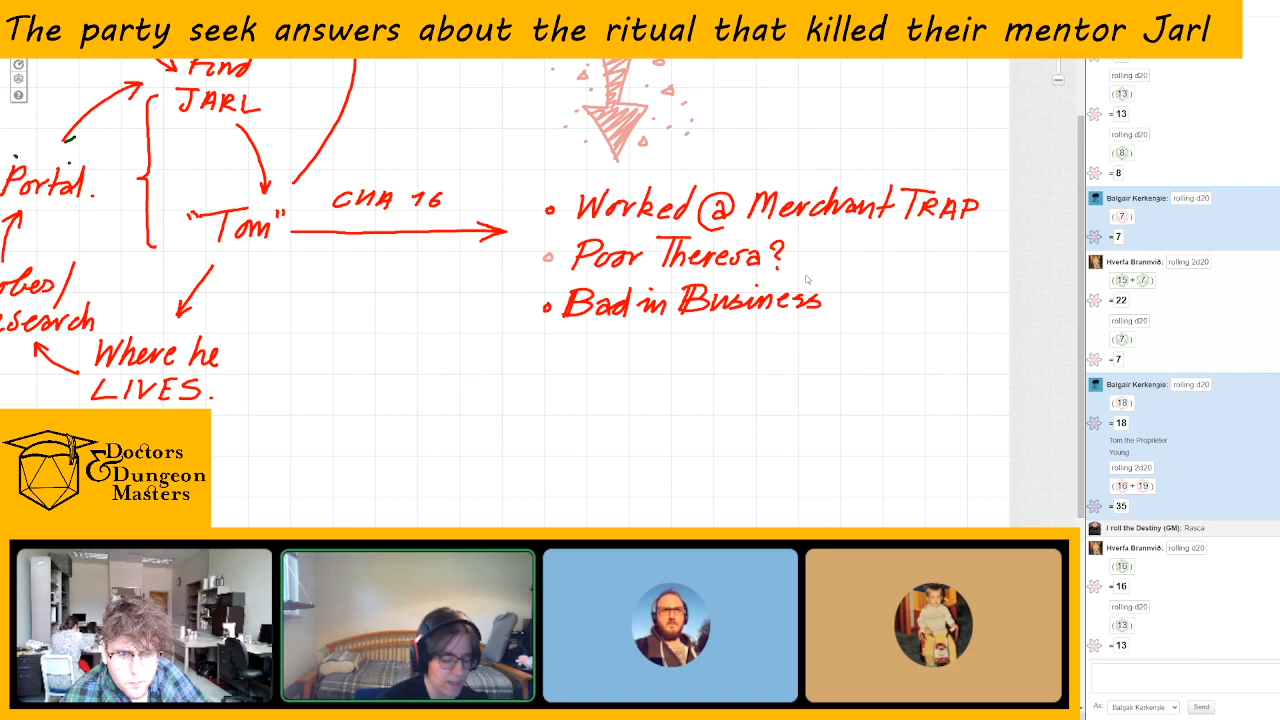 The party seek answers about the ritual that killed their mentor Jarl
Find
JARL
Portal.
"Tom"
CHA 16
• Worked @ Merchant TRAP
• Poor Theresa?
• Bad in Business
Where he
LIVES.
Doctors
&
Dungeon
Masters
rolling d20
(13)
=13
rolling d20
(8)
=8
Balgair Kerkengie: rolling d20
(7)
=7
Hverfa Brannvið: rolling 2d20
(15+7)
=22
rolling d20
(7)
=7
Balgair Kerkengie: rolling d20
(18)
=18
Tom the Proprieter
Young
rolling 2d20
(16+19)
=35
I roll the Destiny (GM): Rasca
Hverfa Brannvið: rolling d20
(16)
=16
rolling d20
(13)
=13
As: Balgair Kerkengie Send